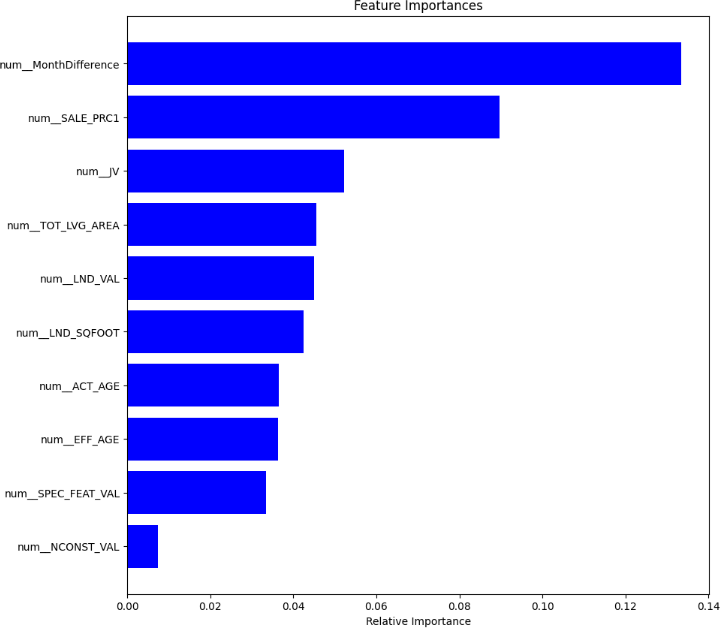 Feature Importances
num__MonthDifference
num__SALE_PRC1
num__JV
num__TOT_LVG_AREA
num__LND_VAL
num__LND_SQFOOT
num__ACT_AGE
num__EFF_AGE
num__SPEC_FEAT_VAL
num__NCONST_VAL
0.00 0.02 0.04 0.06 0.08 0.10 0.12 0.14
Relative Importance